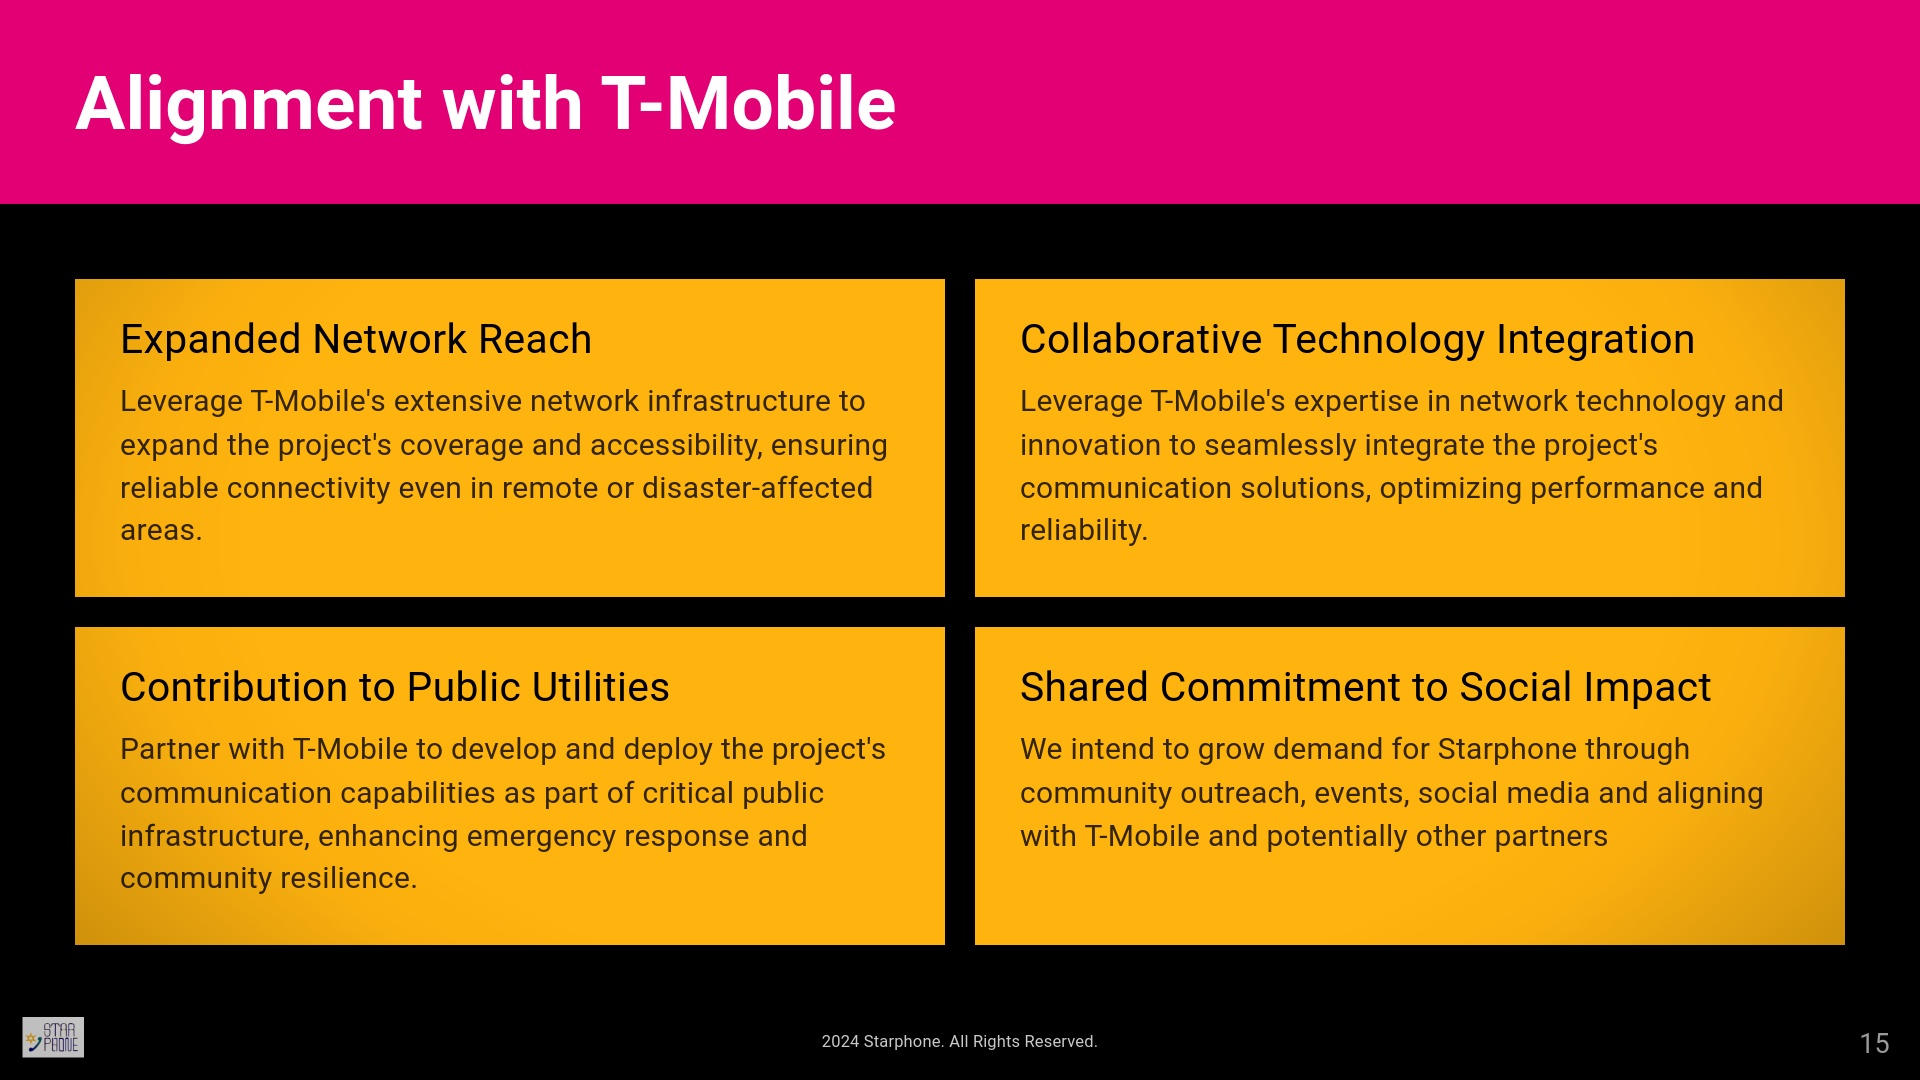 Alignment with T-Mobile
Expanded Network Reach
Leverage T-Mobile's extensive network infrastructure to
expand the project's coverage and accessibility, ensuring
reliable connectivity even in remote or disaster-affected
areas.
Collaborative Technology Integration
Leverage T-Mobile's expertise in network technology and
innovation to seamlessly integrate the project's
communication solutions, optimizing performance and
reliability.
Contribution to Public Utilities
Partner with T-Mobile to develop and deploy the project's
communication capabilities as part of critical public
infrastructure, enhancing emergency response and
community resilience.
Shared Commitment to Social Impact
We intend to grow demand for Starphone through
community outreach, events, social media and aligning
with T-Mobile and potentially other partners
STAR
PHONE
2024 Starphone. All Rights Reserved.
15